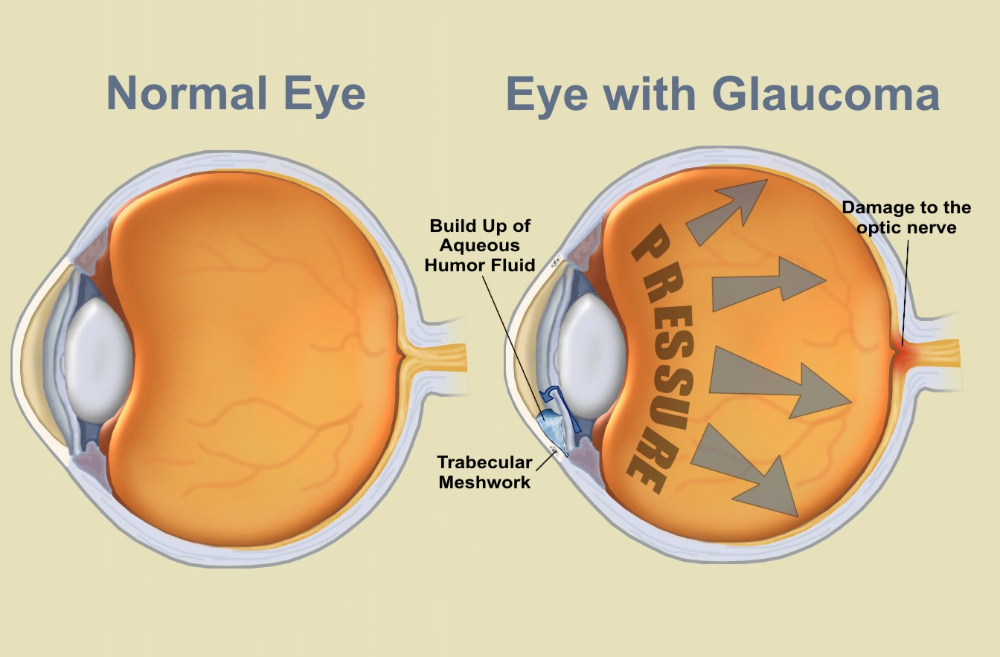 Normal Eye
Eye with Glaucoma
Build Up of
Aqueous
Humor Fluid
Damage to the
optic nerve
PRESSURE
Trabecular
Meshwork